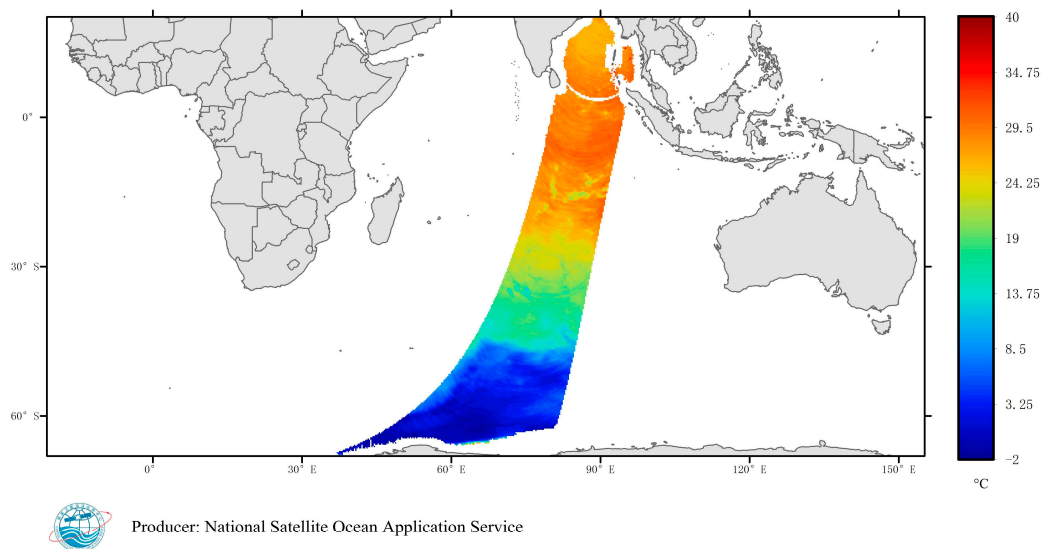 40
34.75
0° 29.5
24.25
19
30° S 13.75
8.5
60° S 3.25
-2
0° 30° E 60° E 90° E 120° E 150° E
°C
Producer: National Satellite Ocean Application Service